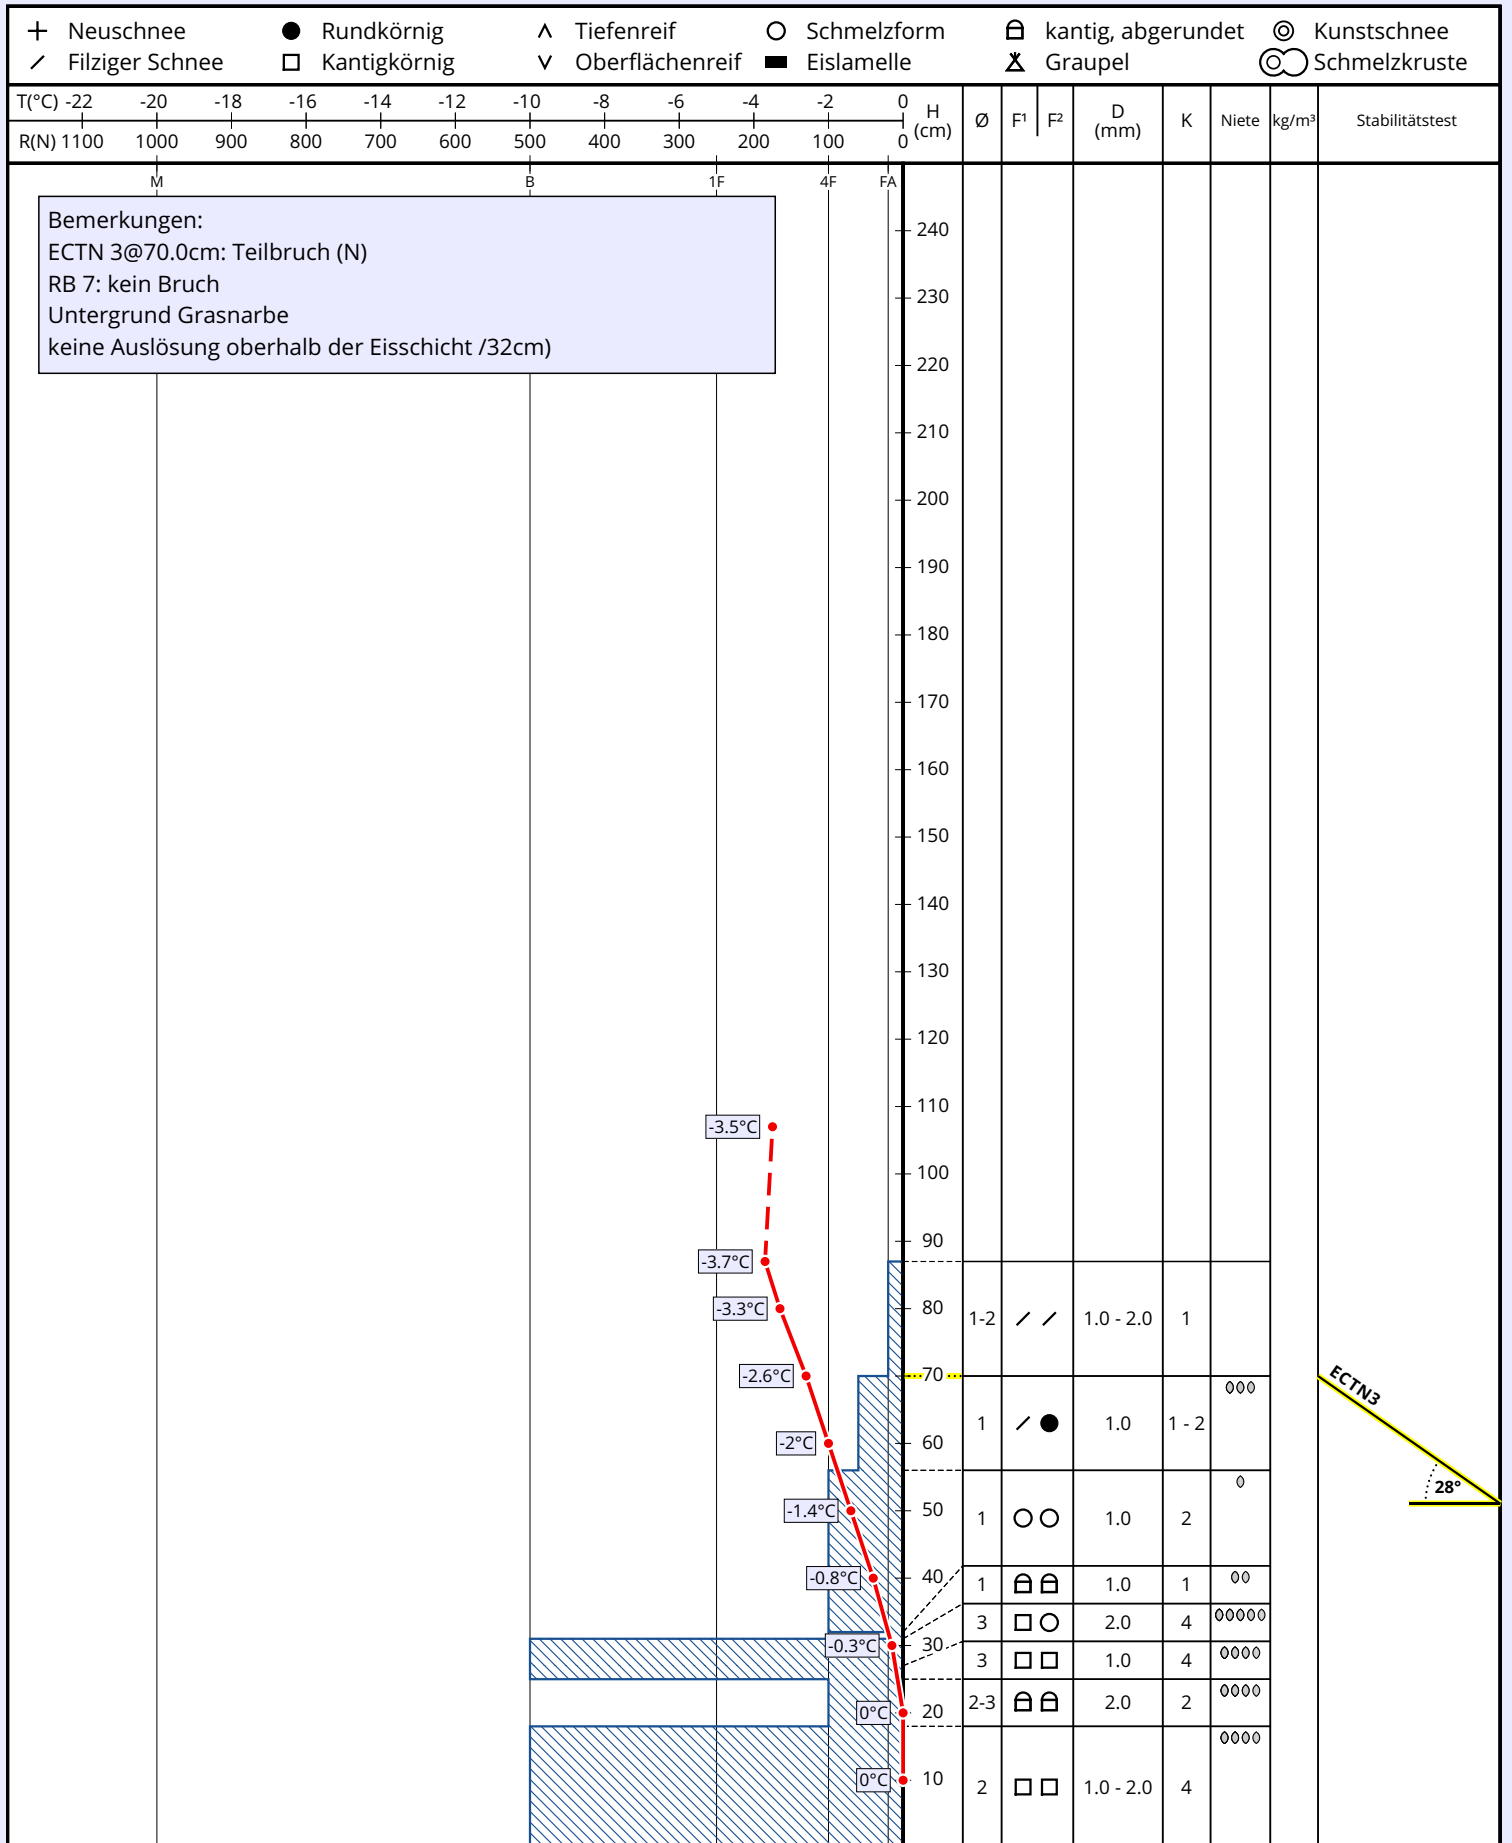 Neuschnee Rundkörnig Tiefenreif Schmelzform kantig, abgerundet Kunstschnee
Filziger Schnee Kantigkörnig Oberflächenreif Eislamelle Graupel Schmelzkruste
T(°C) -22 -20 -18 -16 -14 -12 -10 -8 -6 -4 -2 0
R(N) 1100 1000 900 800 700 600 500 400 300 200 100 0
H (cm) Ø F¹ F² D (mm) K Niete kg/m³ Stabilitätstest
M B 1F 4F FA
Bemerkungen:
ECTN 3@70.0cm: Teilbruch (N)
RB 7: kein Bruch
Untergrund Grasnarbe
keine Auslösung oberhalb der Eisschicht /32cm)
240
230
220
210
200
190
180
170
160
150
140
130
120
110
-3.5°C
100
90
-3.7°C
-3.3°C 80 1-2 1.0 - 2.0 1
-2.6°C 70 ECTN3
1 1.0 1 - 2
-2°C 60
28°
-1.4°C 50 1 1.0 2
-0.8°C 40 1 1.0 1
3 2.0 4
-0.3°C 30 3 1.0 4
2-3 2.0 2
0°C 20
0°C 10 2 1.0 - 2.0 4